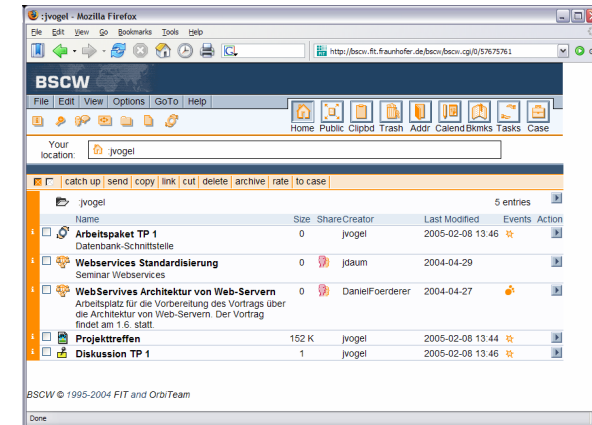 :jvogel - Mozilla Firefox
File Edit View Go Bookmarks Tools Help
http://bscw.fit.fraunhofer.de/bscw/bscw.cgi/0/57675761
BSCW
File Edit View Options GoTo Help
Home Public Clipbd Trash Addr Calend Bkmks Tasks Case
Your location: :jvogel
catch up send copy link cut delete archive rate to case
:jvogel 5 entries
Name Size Share Creator Last Modified Events Action
Arbeitspaket TP 1 0 jvogel 2005-02-08 13:46
Datenbank-Schnittstelle
Webservices Standardisierung 0 jdaum 2004-04-29
Seminar Webservices
WebServives Architektur von Web-Servern 0 DanielFoerderer 2004-04-27
Arbeitsplatz für die Vorbereitung des Vortrags über
die Architektur von Web-Servern. Der Vortrag
findet am 1.6. statt.
Projekttreffen 152 K jvogel 2005-02-08 13:44
Diskussion TP 1 1 jvogel 2005-02-08 13:46
BSCW © 1995-2004 FIT and OrbiTeam
Done